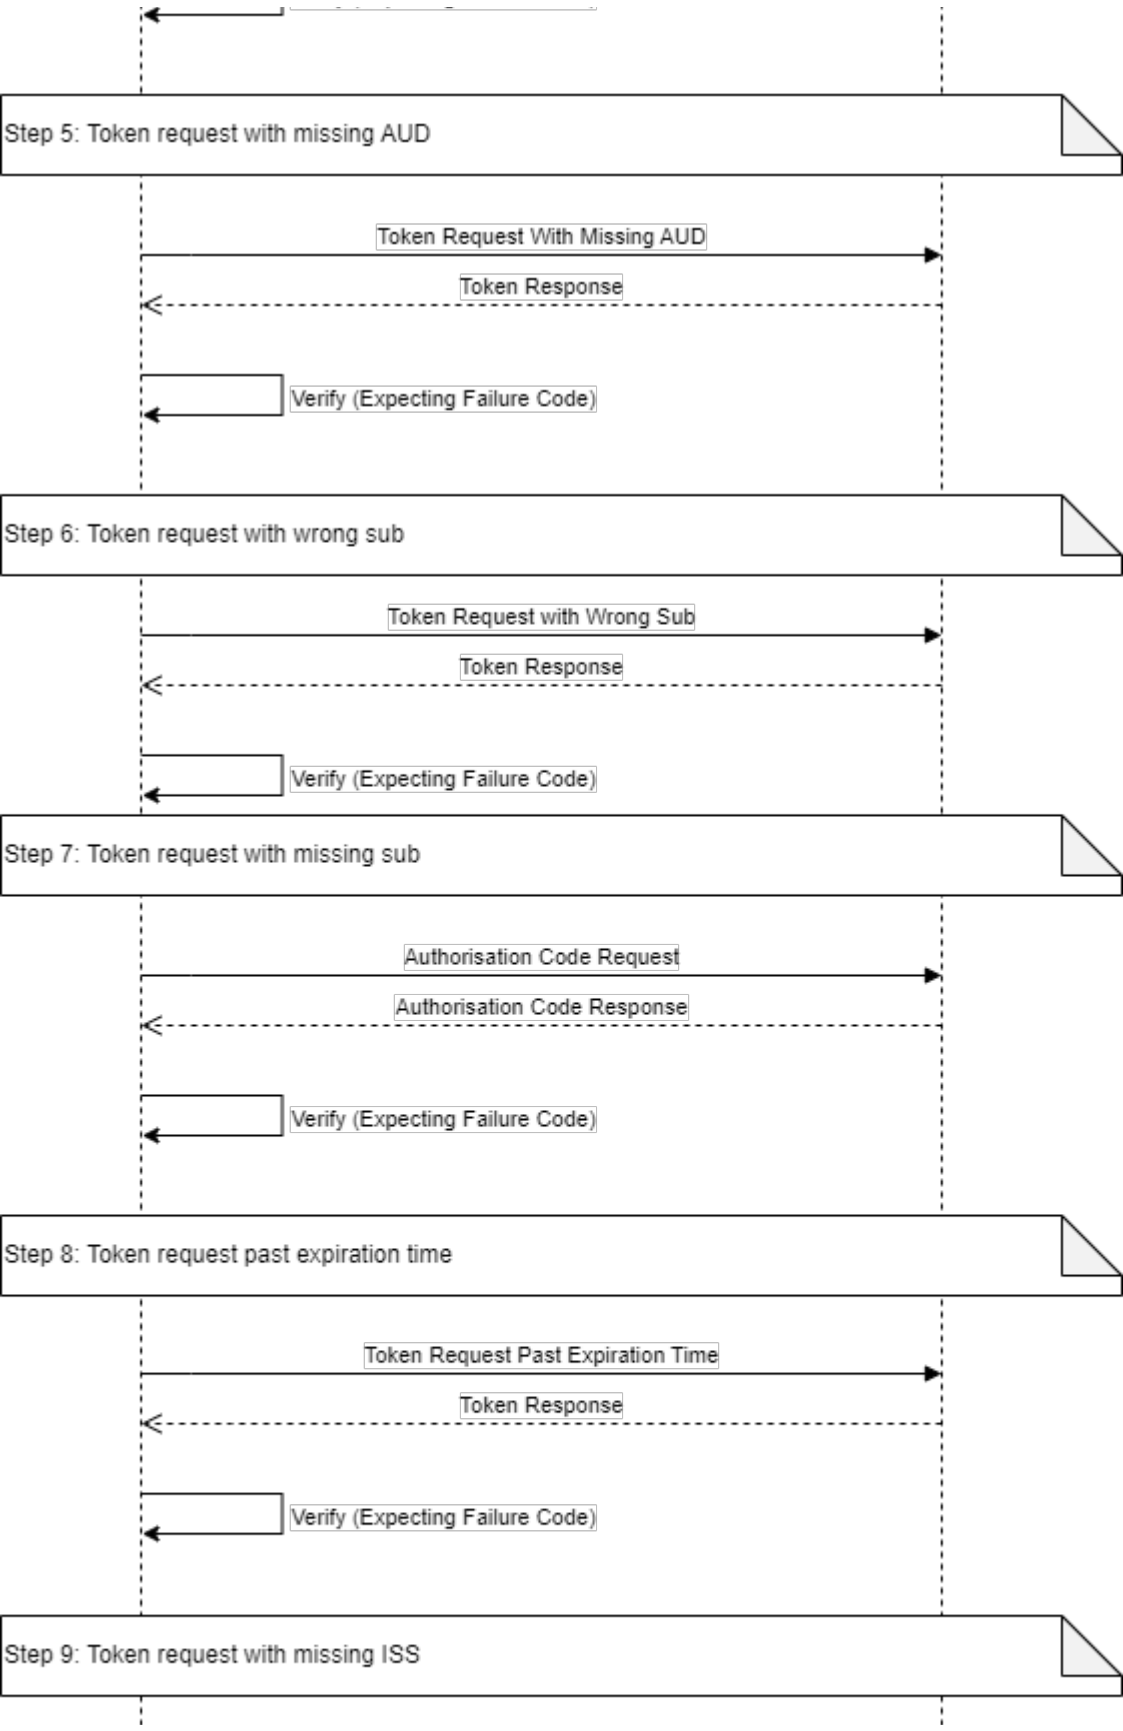 Step 5: Token request with missing AUD
Token Request With Missing AUD
Token Response
Verify (Expecting Failure Code)
Step 6: Token request with wrong sub
Token Request with Wrong Sub
Token Response
Verify (Expecting Failure Code)
Step 7: Token request with missing sub
Authorisation Code Request
Authorisation Code Response
Verify (Expecting Failure Code)
Step 8: Token request past expiration time
Token Request Past Expiration Time
Token Response
Verify (Expecting Failure Code)
Step 9: Token request with missing ISS